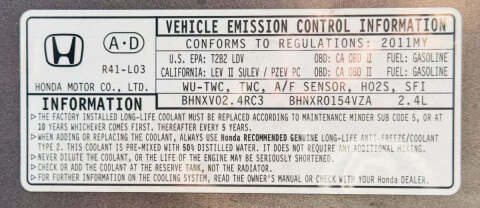 A·D
R41-L03
HONDA MOTOR CO., LTD.
VEHICLE EMISSION CONTROL INFORMATION
CONFORMS TO REGULATIONS: 2011MY
U.S. EPA: T2B2 LDV OBD: CA OBD II FUEL: GASOLINE
CALIFORNIA: LEV II SULEV / PZEV PC OBD: CA OBD II FUEL: GASOLINE
WU-TWC, TWC, A/F SENSOR, HO2S, SFI
BHNXV02.4RC3 BHNXR0154VZA 2.4L
INFORMATION
▷THE FACTORY INSTALLED LONG-LIFE COOLANT MUST BE REPLACED ACCORDING TO MAINTENANCE MINDER SUB CODE 5, OR AT
10 YEARS WHICHEVER COMES FIRST. THEREAFTER EVERY 5 YEARS.
▷WHEN ADDING OR REPLACING THE COOLANT, ALWAYS USE Honda RECOMMENDED GENUINE LONG-LIFE ANTI-FREEZE/COOLANT
TYPE 2. THIS COOLANT IS PRE-MIXED WITH 50% DISTILLED WATER. IT DOES NOT REQUIRE ANY ADDITIONAL MIXING.
▷NEVER DILUTE THE COOLANT, OR THE LIFE OF THE ENGINE MAY BE SERIOUSLY SHORTENED.
▷CHECK OR ADD THE COOLANT AT THE RESERVE TANK, NOT THE RADIATOR.
▷FOR FURTHER INFORMATION ON THE COOLING SYSTEM, READ THE OWNER'S MANUAL OR CHECK WITH YOUR Honda DEALER.